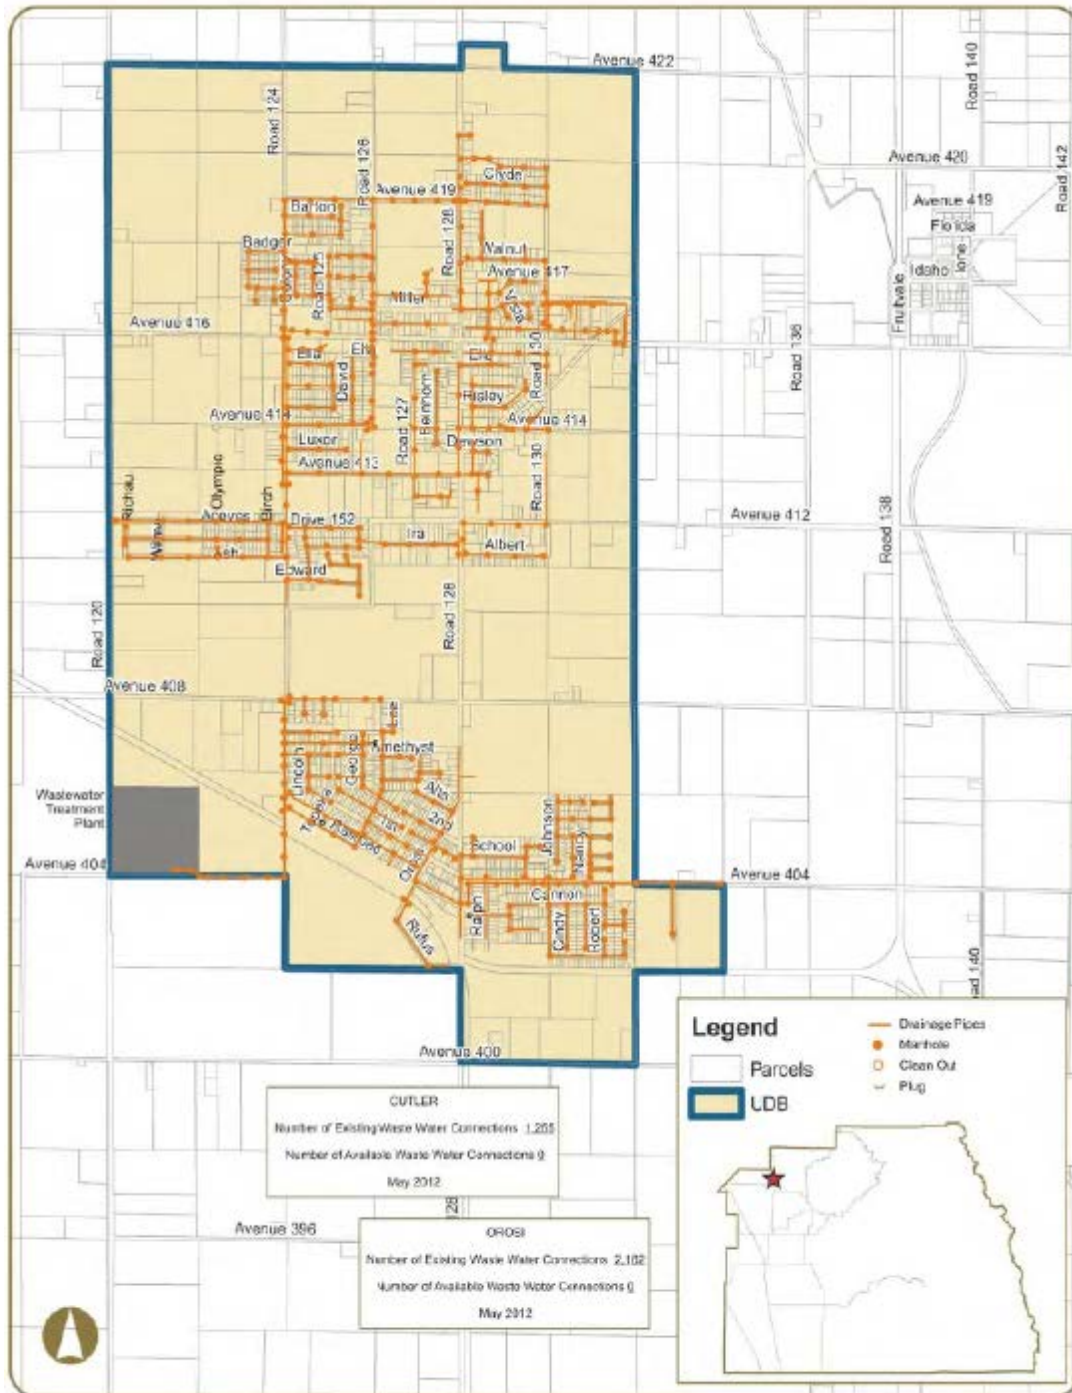 Avenue 422
Road 140
Road 124
Road 126
Avenue 420
Road 142
Clyde
Avenue 419
Avenue 419
Barton
Florida
Road 128
Walnut
Badger
Ione
Road 125
Avenue 417
Idaho
Miller
Fruitvale
Avenue 416
Road 136
Ella
David
Road 130
Risley
Avenue 414
Avenue 414
Road 127
Luxor
Dewson
Avenue 413
Road 130
Olympic
Birch
Richau
Drive 152
Avenue 412
Road 138
Ash
Ira
Albert
Edward
Road 120
Road 128
Avenue 408
Lee
Amethyst
George
Lincoln
Alta
Wastewater
Treatment
Plant
1st
2nd
Railroad
School
Johnson
Nancy
Avenue 404
Avenue 404
Cannon
Ralph
Cindy
Robert
Rufus
Legend
Drainage Pipes
Manhole
Clean Out
Plug
Parcels
UDB
Avenue 400
CUTLER
Number of Existing Waste Water Connections 1,255
Number of Available Waste Water Connections 0
May 2012
128
Avenue 396
OROSI
Number of Existing Waste Water Connections 2,182
Number of Available Waste Water Connections 0
May 2012